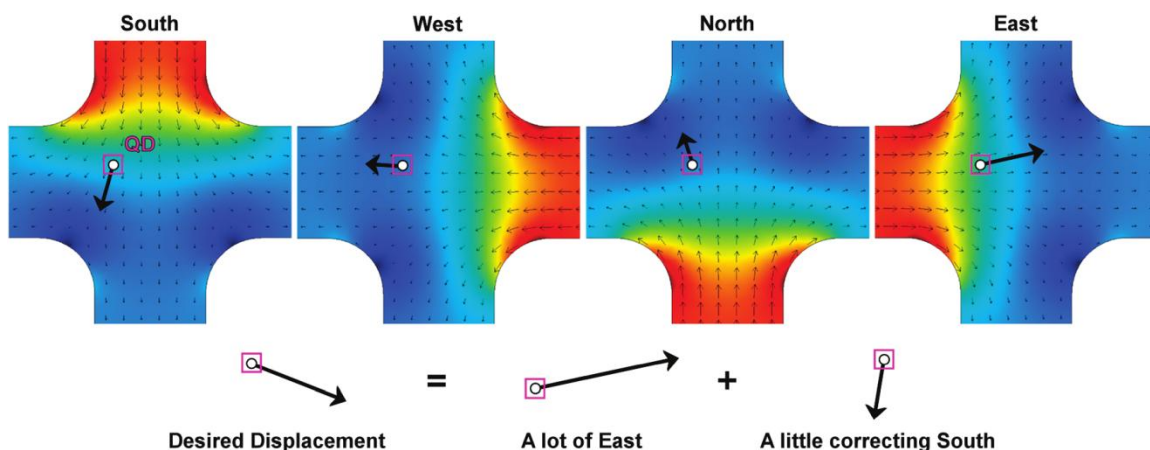 South West North East
QD
= +
Desired Displacement A lot of East A little correcting South